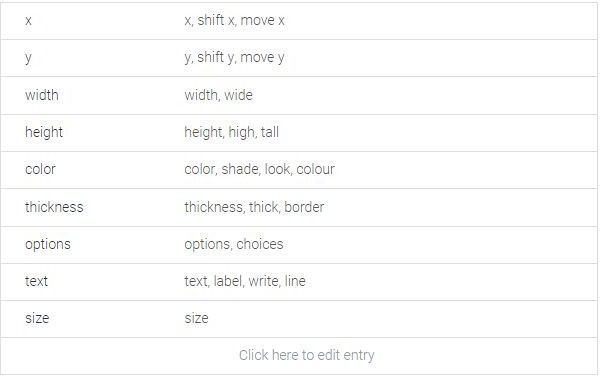 x x, shift x, move x
y y, shift y, move y
width width, wide
height height, high, tall
color color, shade, look, colour
thickness thickness, thick, border
options options, choices
text text, label, write, line
size size
Click here to edit entry